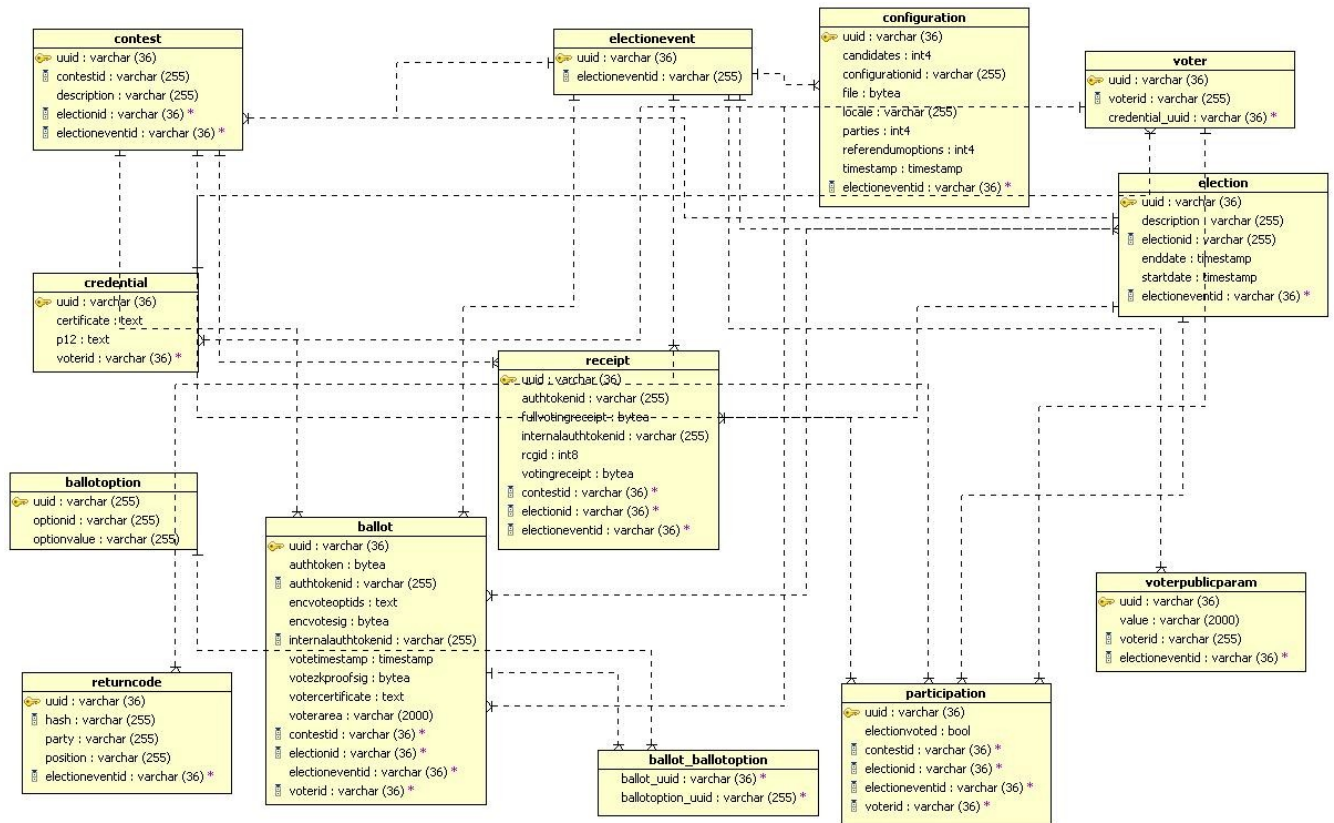 contest
uuid : varchar (36)
contestid : varchar (255)
description : varchar (255)
electionid : varchar (36) *
electioneventid : varchar (36) *
electionevent
uuid : varchar (36)
electioneventid : varchar (255)
configuration
uuid : varchar (36)
candidates : int4
configurationid : varchar (255)
file : bytea
locale : varchar (255)
parties : int4
referendumoptions : int4
timestamp : timestamp
electioneventid : varchar (36) *
voter
uuid : varchar (36)
voterid : varchar (255)
credential_uuid : varchar (36) *
election
uuid : varchar (36)
description : varchar (255)
electionid : varchar (255)
enddate : timestamp
startdate : timestamp
electioneventid : varchar (36) *
credential
uuid : varchar (36)
certificate : text
p12 : text
voterid : varchar (36) *
receipt
uuid : varchar (36)
authtokenid : varchar (255)
fullvotingreceipt : bytea
internalauthtokenid : varchar (255)
rcgid : int8
votingreceipt : bytea
contestid : varchar (36) *
electionid : varchar (36) *
electioneventid : varchar (36) *
ballotoption
uuid : varchar (255)
optionid : varchar (255)
optionvalue : varchar (255)
ballot
uuid : varchar (36)
authtoken : bytea
authtokenid : varchar (255)
encvoteoptids : text
encvotesig : bytea
internalauthtokenid : varchar (255)
votetimestamp : timestamp
votezkproofsig : bytea
votercertificate : text
voterarea : varchar (2000)
contestid : varchar (36) *
electionid : varchar (36) *
electioneventid : varchar (36) *
voterid : varchar (36) *
voterpublicparam
uuid : varchar (36)
value : varchar (2000)
voterid : varchar (255)
electioneventid : varchar (36) *
returncode
uuid : varchar (36)
hash : varchar (255)
party : varchar (255)
position : varchar (255)
electioneventid : varchar (36) *
ballot_ballotoption
ballot_uuid : varchar (36) *
ballotoption_uuid : varchar (255) *
participation
uuid : varchar (36)
electionvoted : bool
contestid : varchar (36) *
electionid : varchar (36) *
electioneventid : varchar (36) *
voterid : varchar (36) *